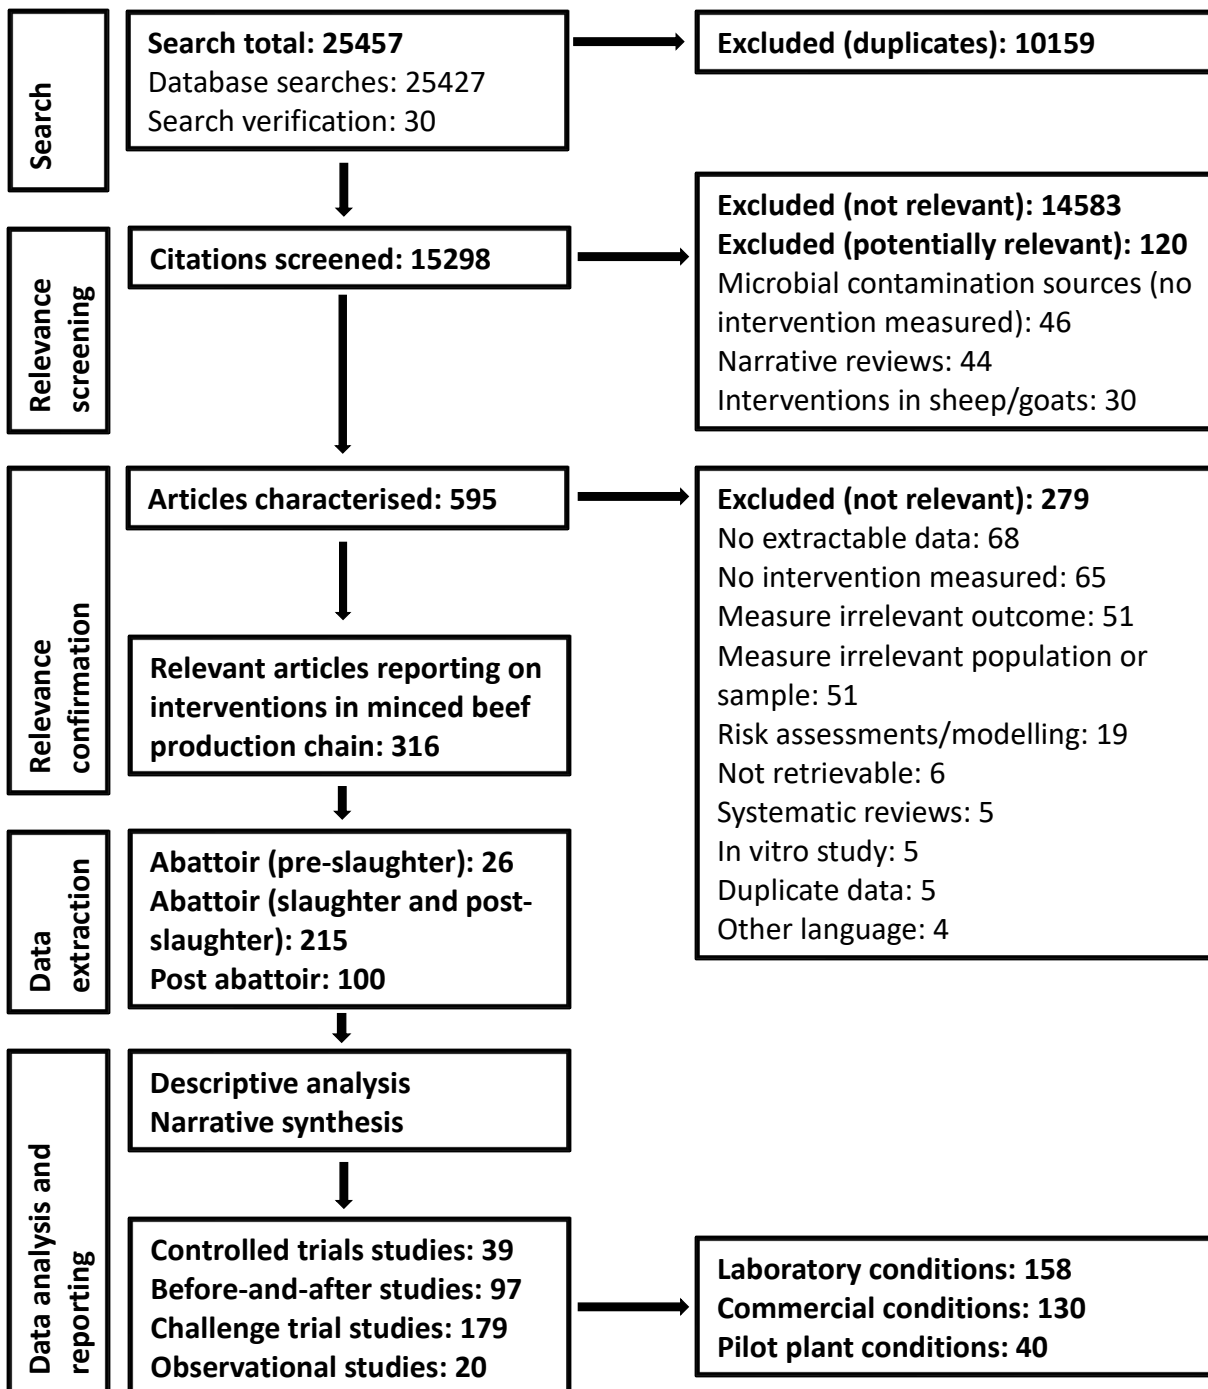 Search
Search total: 25457
Database searches: 25427
Search verification: 30
Excluded (duplicates): 10159
Relevance
screening
Citations screened: 15298
Excluded (not relevant): 14583
Excluded (potentially relevant): 120
Microbial contamination sources (no
intervention measured): 46
Narrative reviews: 44
Interventions in sheep/goats: 30
Relevance
confirmation
Articles characterised: 595
Excluded (not relevant): 279
No extractable data: 68
No intervention measured: 65
Measure irrelevant outcome: 51
Measure irrelevant population or
sample: 51
Risk assessments/modelling: 19
Not retrievable: 6
Systematic reviews: 5
In vitro study: 5
Duplicate data: 5
Other language: 4
Relevant articles reporting on
interventions in minced beef
production chain: 316
Data
extraction
Abattoir (pre-slaughter): 26
Abattoir (slaughter and post-
slaughter): 215
Post abattoir: 100
Data analysis and
reporting
Descriptive analysis
Narrative synthesis
Controlled trials studies: 39
Before-and-after studies: 97
Challenge trial studies: 179
Observational studies: 20
Laboratory conditions: 158
Commercial conditions: 130
Pilot plant conditions: 40